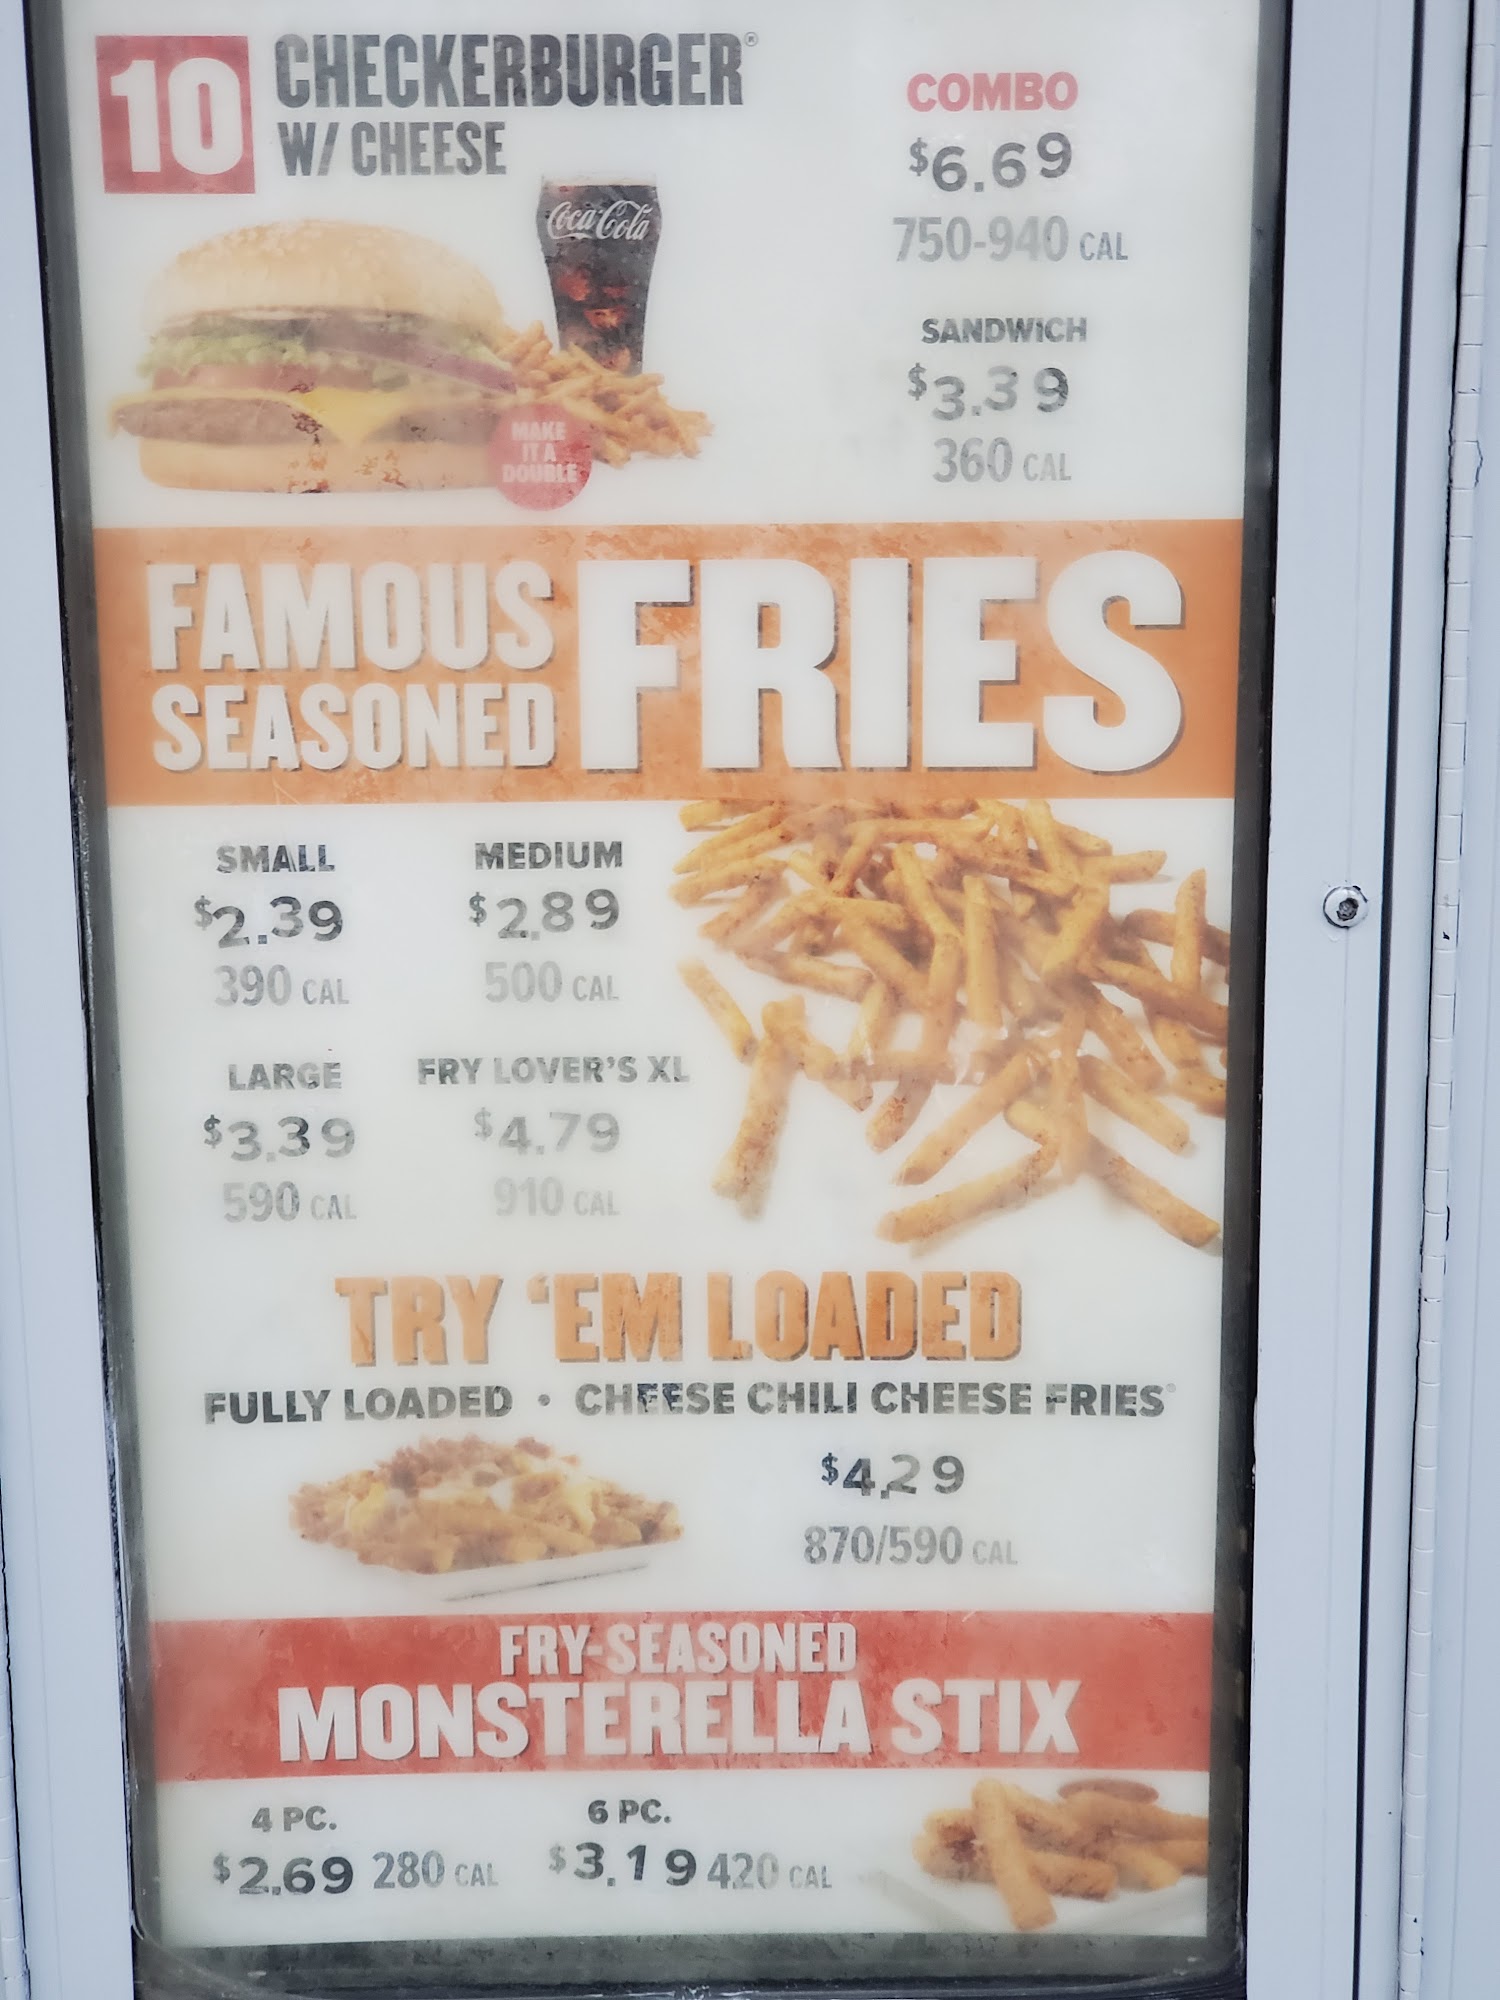 10 CHECKERBURGER®
W/ CHEESE
Coca-Cola
MAKE
IT A
DOUBLE
COMBO
$6.69
750-940 CAL
SANDWICH
$3.39
360 CAL
FAMOUS
SEASONED
FRIES
SMALL
$2.39
390 CAL
MEDIUM
$2.89
500 CAL
LARGE
$3.39
590 CAL
FRY LOVER'S XL
$4.79
910 CAL
TRY 'EM LOADED
FULLY LOADED • CHEESE CHILI CHEESE FRIES®
$4.29
870/590 CAL
FRY-SEASONED
MONSTERELLA STIX
4 PC.
$2.69 280 CAL
6 PC.
$3.19 420 CAL